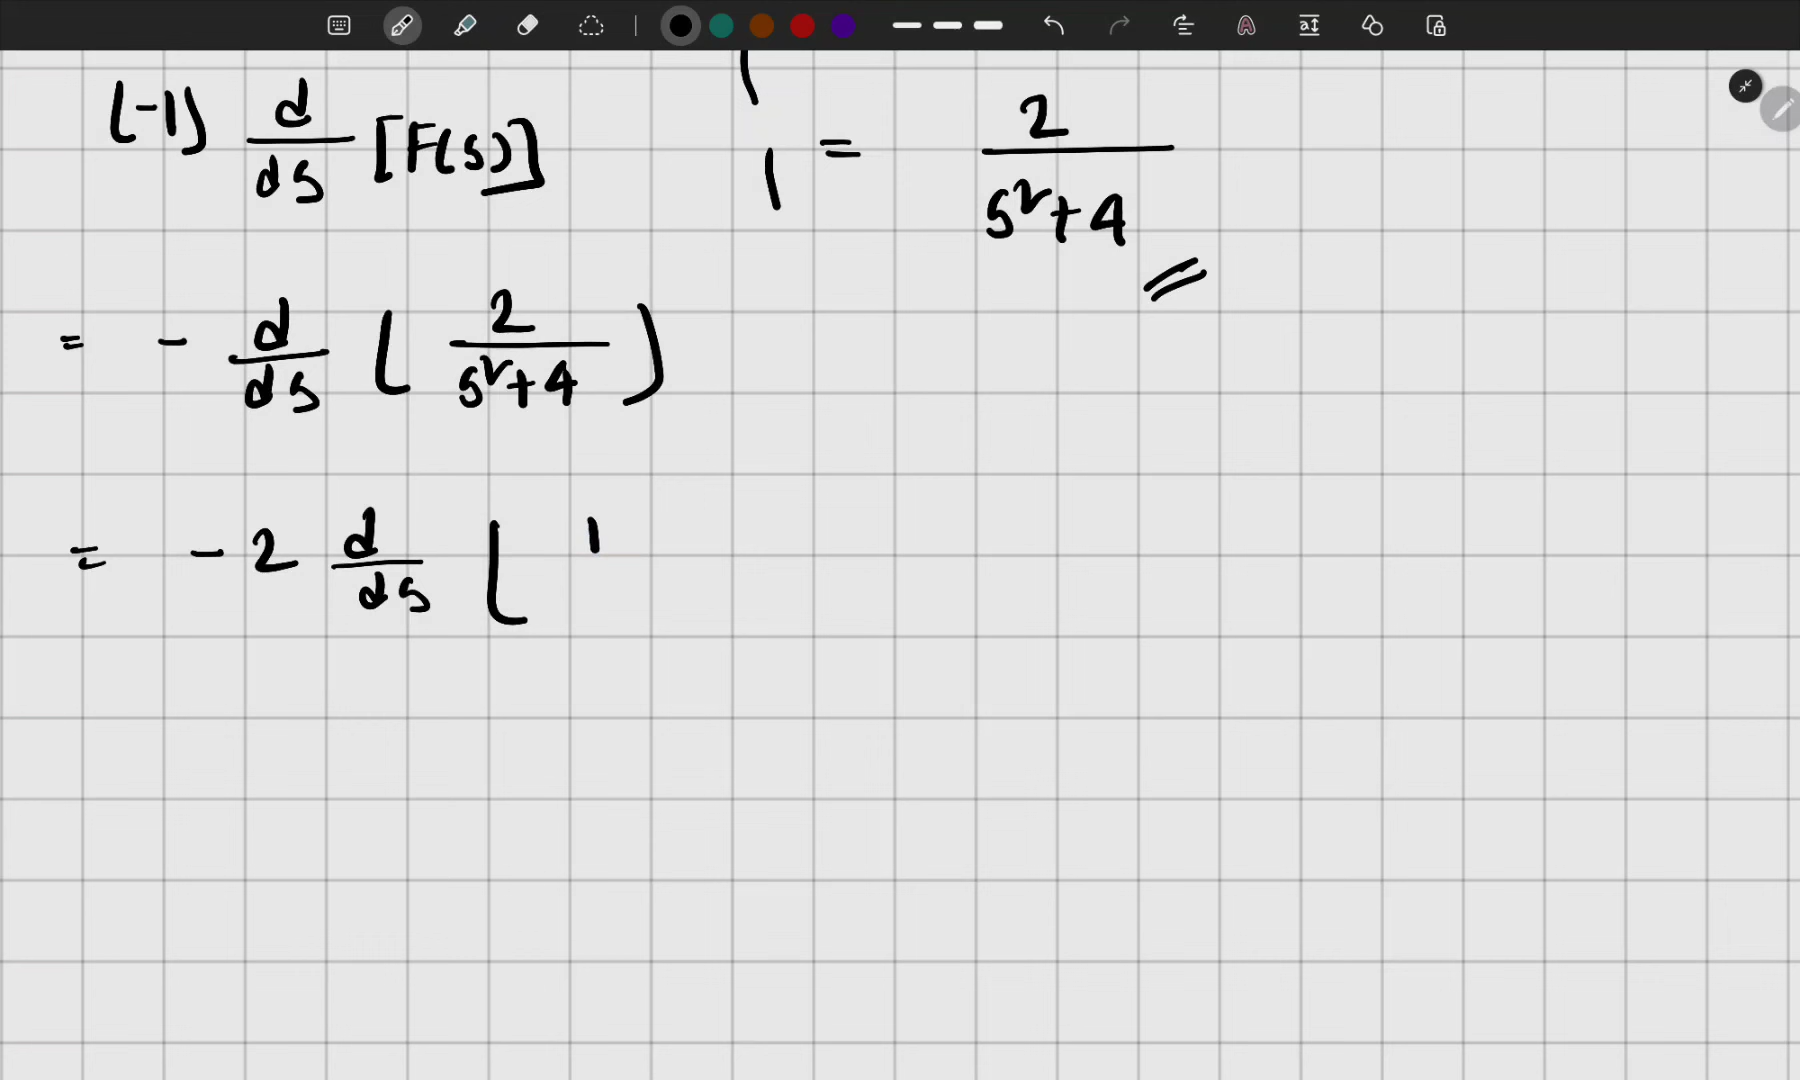 (-1) d/ds [F(s)]
= 2/(s²+4)
= - d/ds ( 2/(s²+4) )
= -2 d/ds ( 1